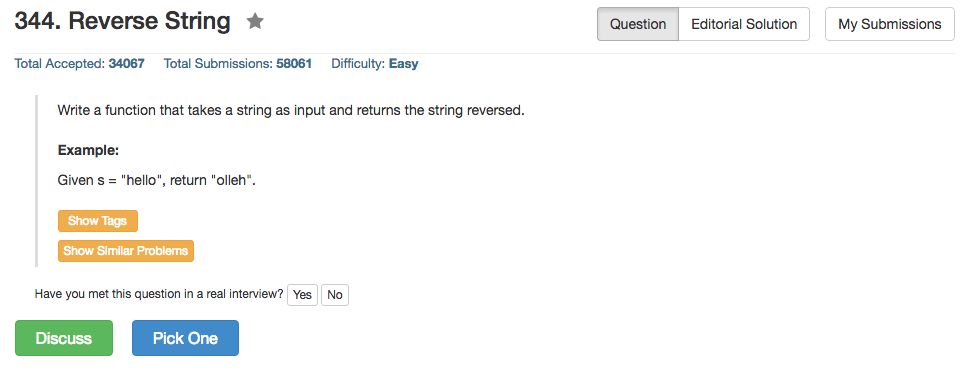 344. Reverse String Question Editorial Solution My Submissions
Total Accepted: 34067 Total Submissions: 58061 Difficulty: Easy
Write a function that takes a string as input and returns the string reversed.
Example:
Given s = "hello", return "olleh".
Show Tags
Show Similar Problems
Have you met this question in a real interview? Yes No
Discuss Pick One